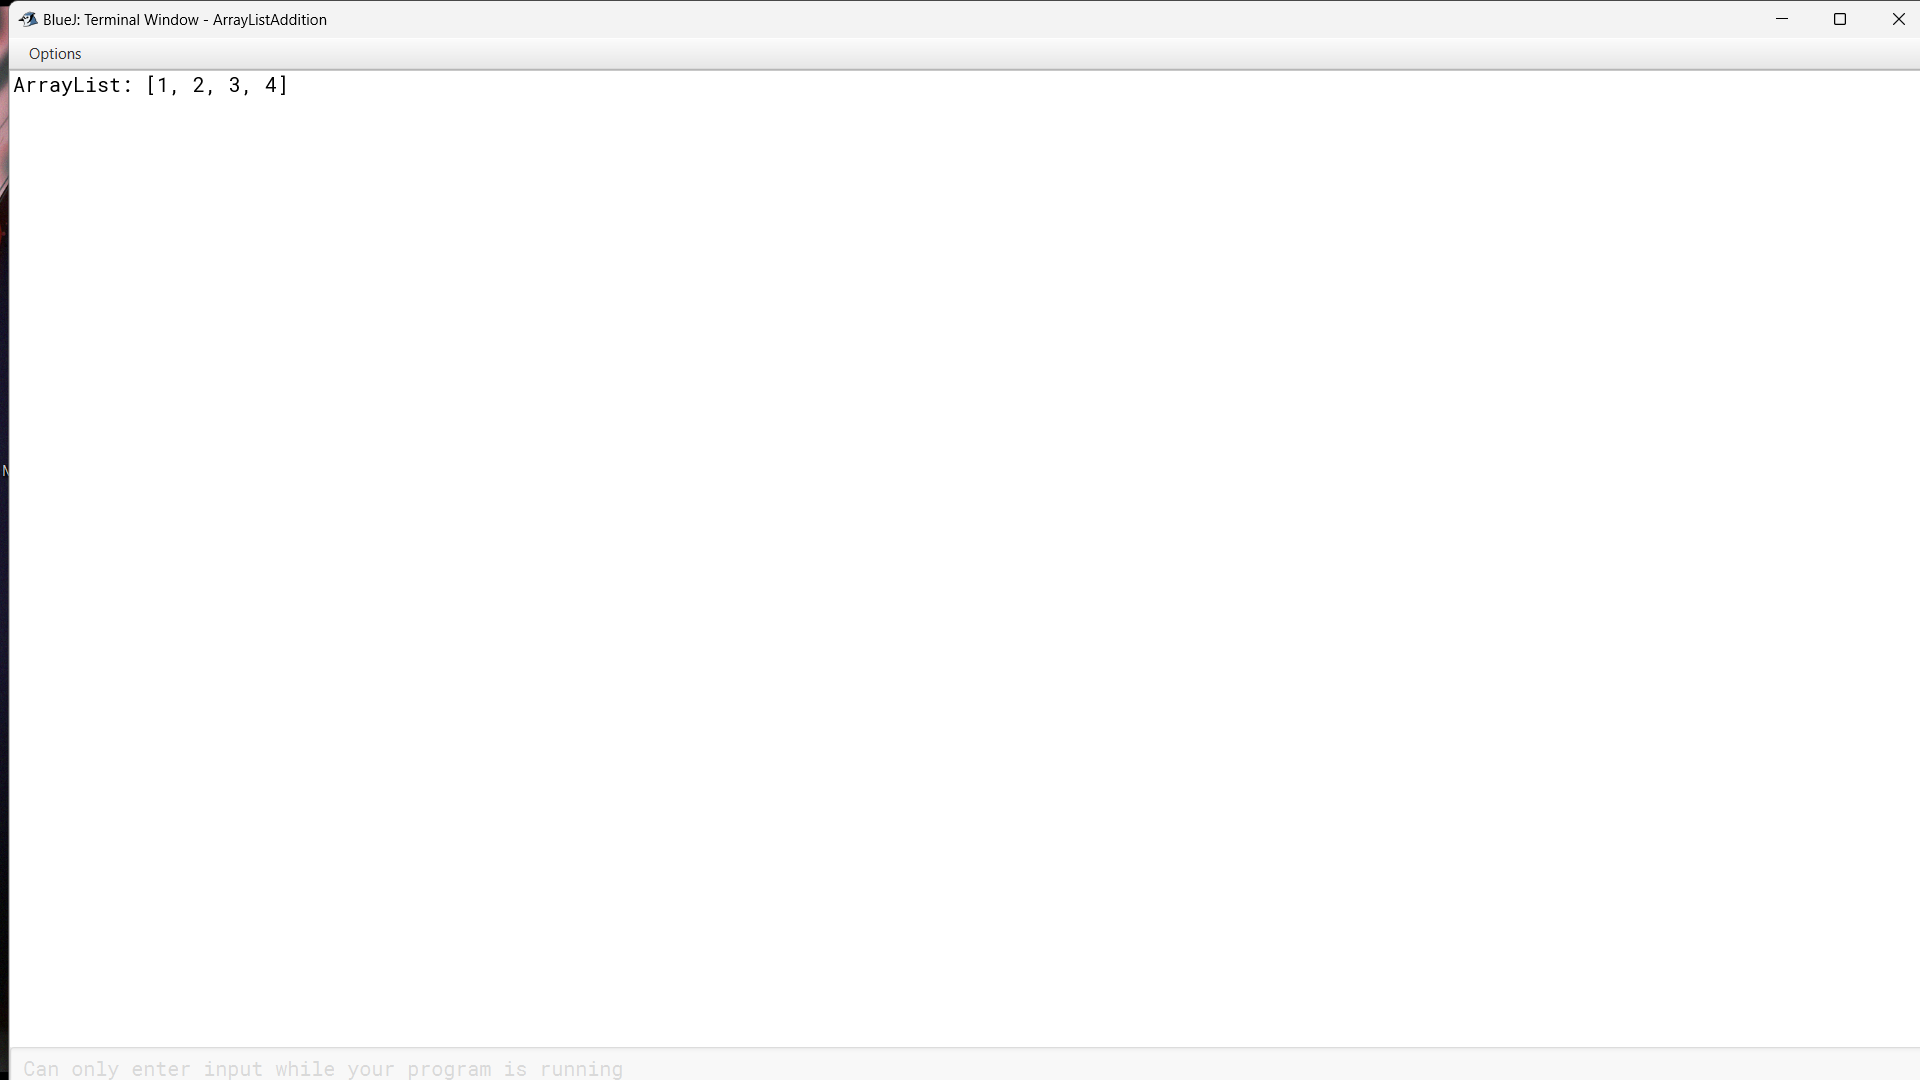 BlueJ: Terminal Window - ArrayListAddition
Options
ArrayList: [1, 2, 3, 4]
Can only enter input while your program is running